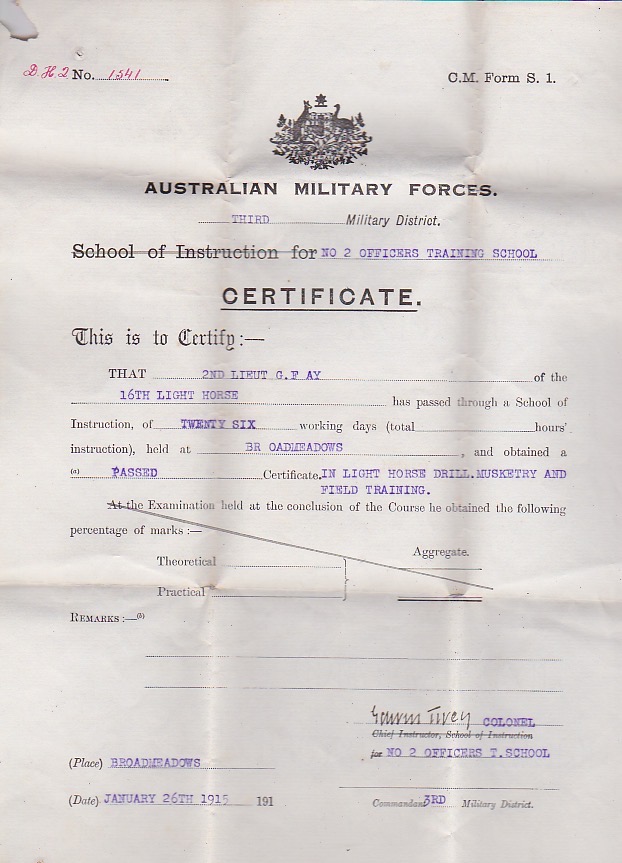 D.H.2 No. 1541
C.M. Form S. 1.
AUSTRALIAN MILITARY FORCES.
THIRD Military District.
School of Instruction for NO 2 OFFICERS TRAINING SCHOOL
CERTIFICATE.
This is to Certify:—
THAT 2ND LIEUT G.F AY of the
16TH LIGHT HORSE has passed through a School of
Instruction, of TWENTY SIX working days (total hours'
instruction), held at BR OADMEADOWS , and obtained a
(a) PASSED Certificate. IN LIGHT HORSE DRILL.MUSKETRY AND
FIELD TRAINING.
At the Examination held at the conclusion of the Course he obtained the following
percentage of marks :—
Aggregate.
Theoretical
Practical
REMARKS :—(b)
Edwin Tivey COLONEL
Chief Instructor, School of Instruction
for NO 2 OFFICERS T.SCHOOL
(Place) BROADMEADOWS
(Date) JANUARY 26TH 1915 191
Commandant 3RD Military District.